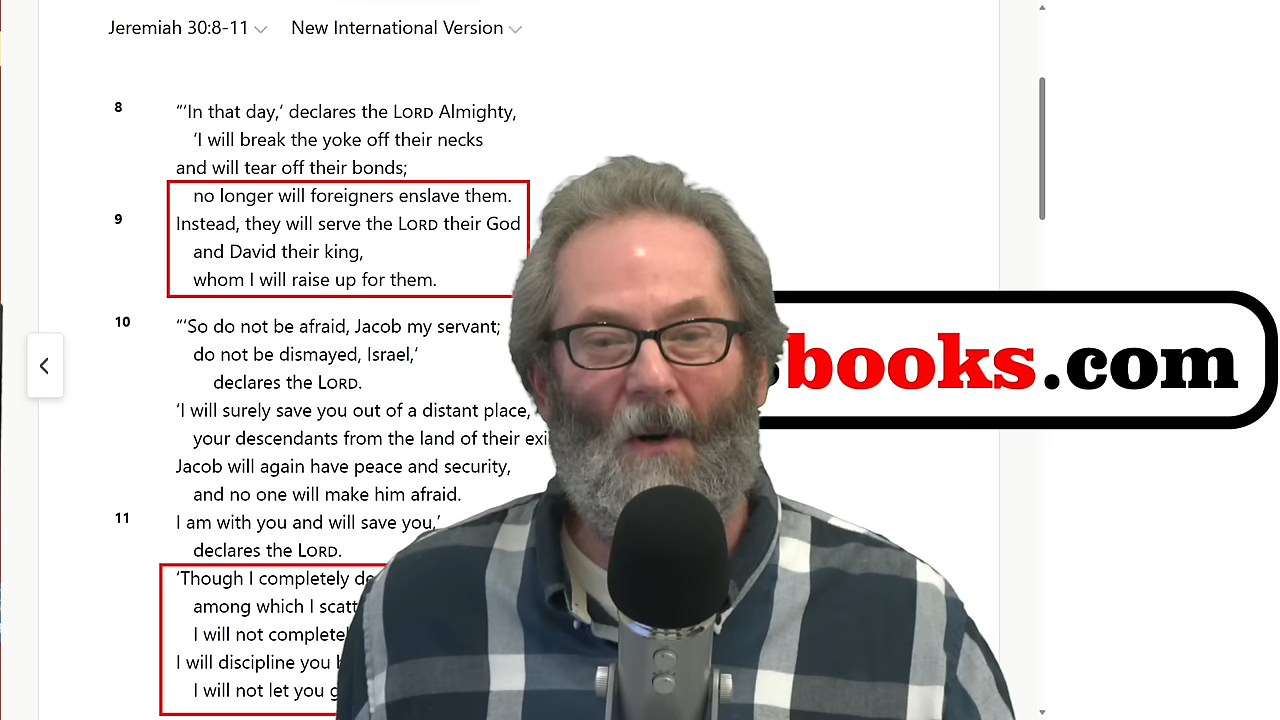 Jeremiah 30:8-11 New International Version
8 "'In that day,' declares the LORD Almighty,
'I will break the yoke off their necks
and will tear off their bonds;
no longer will foreigners enslave them.
9 Instead, they will serve the LORD their God
and David their king,
whom I will raise up for them.
10 "'So do not be afraid, Jacob my servant;
do not be dismayed, Israel,'
declares the LORD.
'I will surely save you out of a distant place,
your descendants from the land of their
Jacob will again have peace and security,
and no one will make him afraid.
11 I am with you and will save you,'
declares the LORD.
'Though I completely
among which I
I will not
I will discipline you
I will not let you
books.com